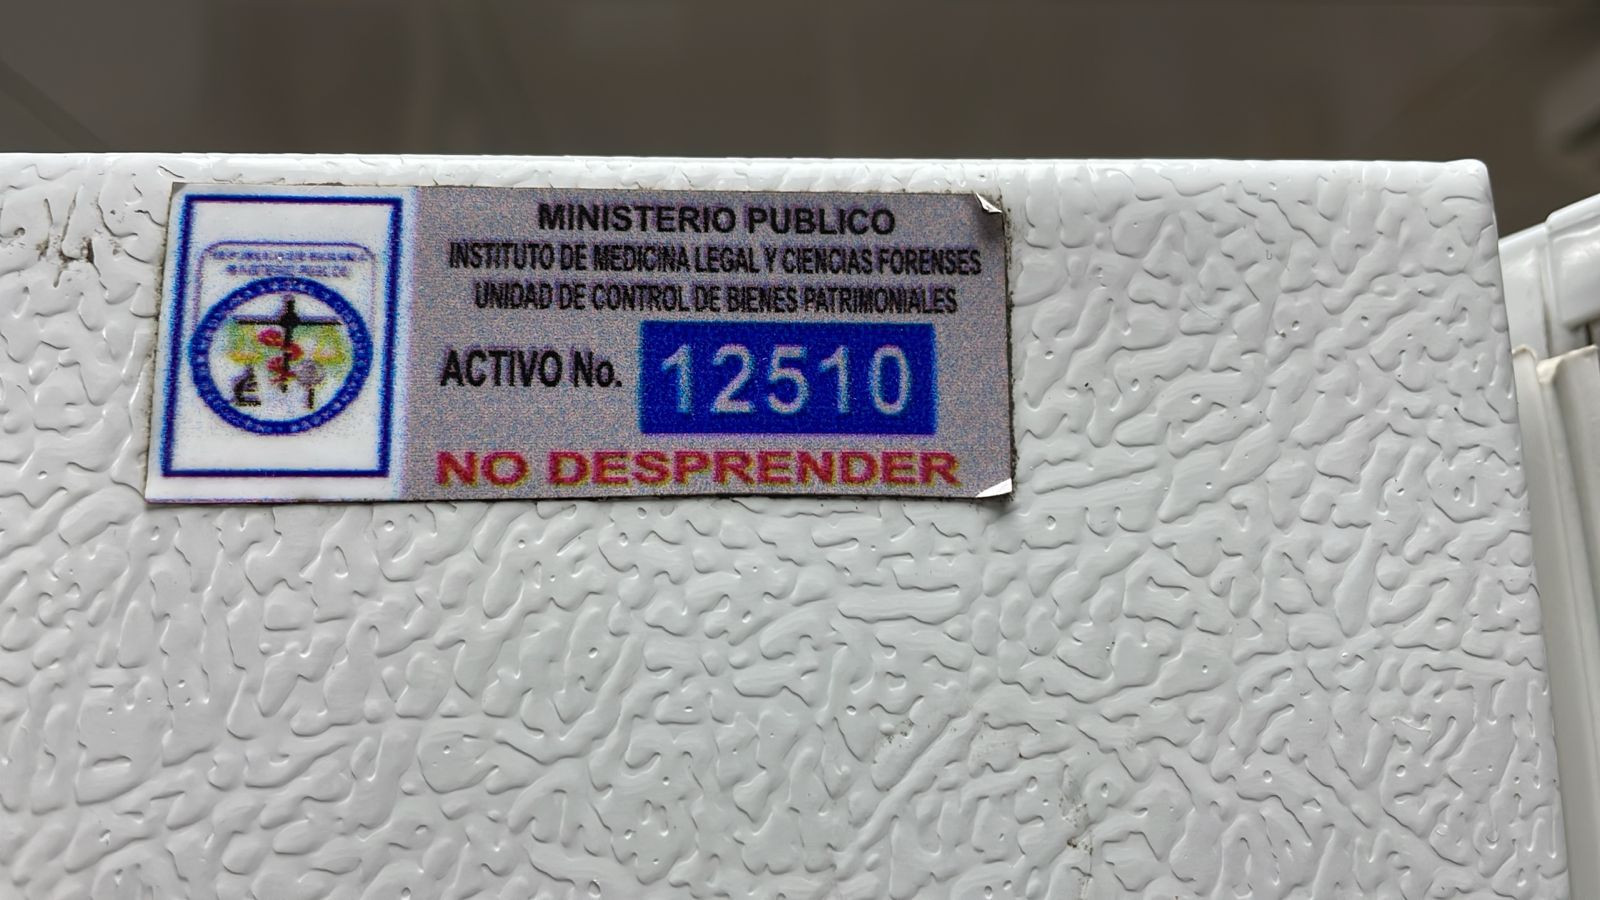 MINISTERIO PUBLICO
INSTITUTO DE MEDICINA LEGAL Y CIENCIAS FORENSES
UNIDAD DE CONTROL DE BIENES PATRIMONIALES
ACTIVO No. 12510
NO DESPRENDER